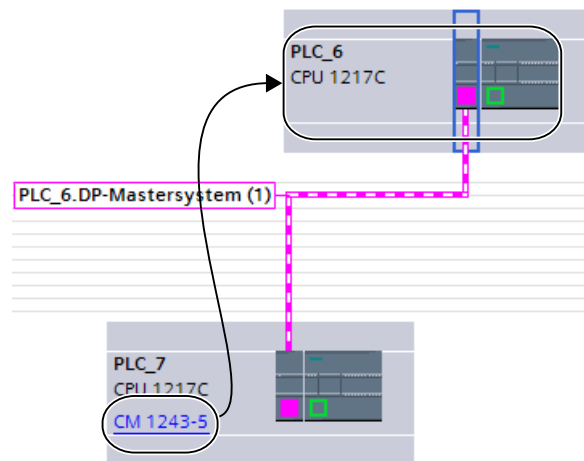 PLC_6
CPU 1217C
PLC_6.DP-Mastersystem (1)
PLC_7
CPU 1217C
CM 1243-5